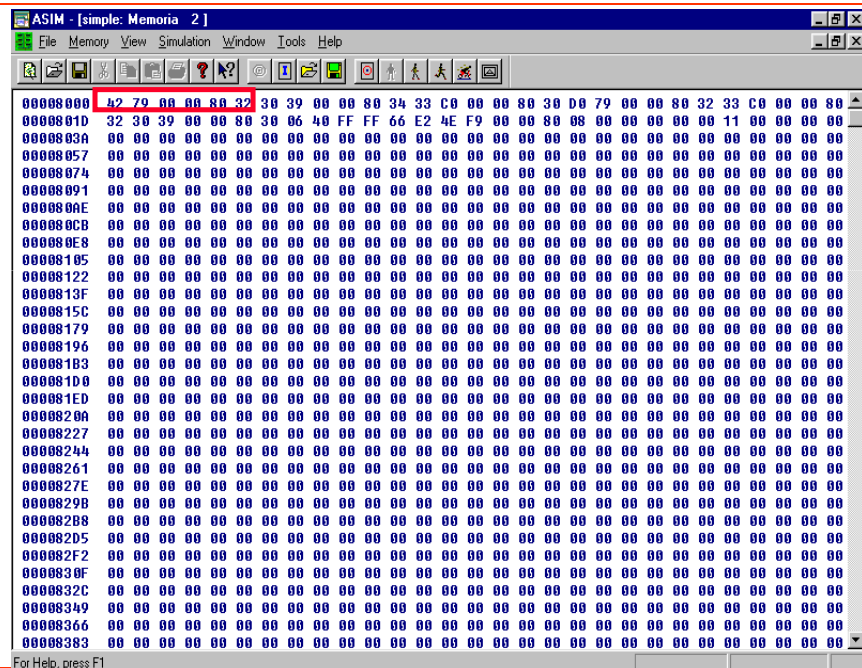 ASIM - [simple: Memoria 2 ]
File Memory View Simulation Window Tools Help
00008000 42 79 00 00 80 32 30 39 00 00 80 34 33 C0 00 00 80 30 D0 79 00 00 80 32 33 C0 00 00 80
0000801D 32 30 39 00 00 80 30 06 40 FF FF 66 E2 4E F9 00 00 80 08 00 00 00 00 00 11 00 00 00 00
0000803A 00 00 00 00 00 00 00 00 00 00 00 00 00 00 00 00 00 00 00 00 00 00 00 00 00 00 00 00 00
00008057 00 00 00 00 00 00 00 00 00 00 00 00 00 00 00 00 00 00 00 00 00 00 00 00 00 00 00 00 00
00008074 00 00 00 00 00 00 00 00 00 00 00 00 00 00 00 00 00 00 00 00 00 00 00 00 00 00 00 00 00
00008091 00 00 00 00 00 00 00 00 00 00 00 00 00 00 00 00 00 00 00 00 00 00 00 00 00 00 00 00 00
000080AE 00 00 00 00 00 00 00 00 00 00 00 00 00 00 00 00 00 00 00 00 00 00 00 00 00 00 00 00 00
000080CB 00 00 00 00 00 00 00 00 00 00 00 00 00 00 00 00 00 00 00 00 00 00 00 00 00 00 00 00 00
000080E8 00 00 00 00 00 00 00 00 00 00 00 00 00 00 00 00 00 00 00 00 00 00 00 00 00 00 00 00 00
00008105 00 00 00 00 00 00 00 00 00 00 00 00 00 00 00 00 00 00 00 00 00 00 00 00 00 00 00 00 00
00008122 00 00 00 00 00 00 00 00 00 00 00 00 00 00 00 00 00 00 00 00 00 00 00 00 00 00 00 00 00
0000813F 00 00 00 00 00 00 00 00 00 00 00 00 00 00 00 00 00 00 00 00 00 00 00 00 00 00 00 00 00
0000815C 00 00 00 00 00 00 00 00 00 00 00 00 00 00 00 00 00 00 00 00 00 00 00 00 00 00 00 00 00
00008179 00 00 00 00 00 00 00 00 00 00 00 00 00 00 00 00 00 00 00 00 00 00 00 00 00 00 00 00 00
00008196 00 00 00 00 00 00 00 00 00 00 00 00 00 00 00 00 00 00 00 00 00 00 00 00 00 00 00 00 00
000081B3 00 00 00 00 00 00 00 00 00 00 00 00 00 00 00 00 00 00 00 00 00 00 00 00 00 00 00 00 00
000081D0 00 00 00 00 00 00 00 00 00 00 00 00 00 00 00 00 00 00 00 00 00 00 00 00 00 00 00 00 00
000081ED 00 00 00 00 00 00 00 00 00 00 00 00 00 00 00 00 00 00 00 00 00 00 00 00 00 00 00 00 00
0000820A 00 00 00 00 00 00 00 00 00 00 00 00 00 00 00 00 00 00 00 00 00 00 00 00 00 00 00 00 00
00008227 00 00 00 00 00 00 00 00 00 00 00 00 00 00 00 00 00 00 00 00 00 00 00 00 00 00 00 00 00
00008244 00 00 00 00 00 00 00 00 00 00 00 00 00 00 00 00 00 00 00 00 00 00 00 00 00 00 00 00 00
00008261 00 00 00 00 00 00 00 00 00 00 00 00 00 00 00 00 00 00 00 00 00 00 00 00 00 00 00 00 00
0000827E 00 00 00 00 00 00 00 00 00 00 00 00 00 00 00 00 00 00 00 00 00 00 00 00 00 00 00 00 00
0000829B 00 00 00 00 00 00 00 00 00 00 00 00 00 00 00 00 00 00 00 00 00 00 00 00 00 00 00 00 00
000082B8 00 00 00 00 00 00 00 00 00 00 00 00 00 00 00 00 00 00 00 00 00 00 00 00 00 00 00 00 00
000082D5 00 00 00 00 00 00 00 00 00 00 00 00 00 00 00 00 00 00 00 00 00 00 00 00 00 00 00 00 00
000082F2 00 00 00 00 00 00 00 00 00 00 00 00 00 00 00 00 00 00 00 00 00 00 00 00 00 00 00 00 00
0000830F 00 00 00 00 00 00 00 00 00 00 00 00 00 00 00 00 00 00 00 00 00 00 00 00 00 00 00 00 00
0000832C 00 00 00 00 00 00 00 00 00 00 00 00 00 00 00 00 00 00 00 00 00 00 00 00 00 00 00 00 00
00008349 00 00 00 00 00 00 00 00 00 00 00 00 00 00 00 00 00 00 00 00 00 00 00 00 00 00 00 00 00
00008366 00 00 00 00 00 00 00 00 00 00 00 00 00 00 00 00 00 00 00 00 00 00 00 00 00 00 00 00 00
00008383 00 00 00 00 00 00 00 00 00 00 00 00 00 00 00 00 00 00 00 00 00 00 00 00 00 00 00 00 00
For Help, press F1